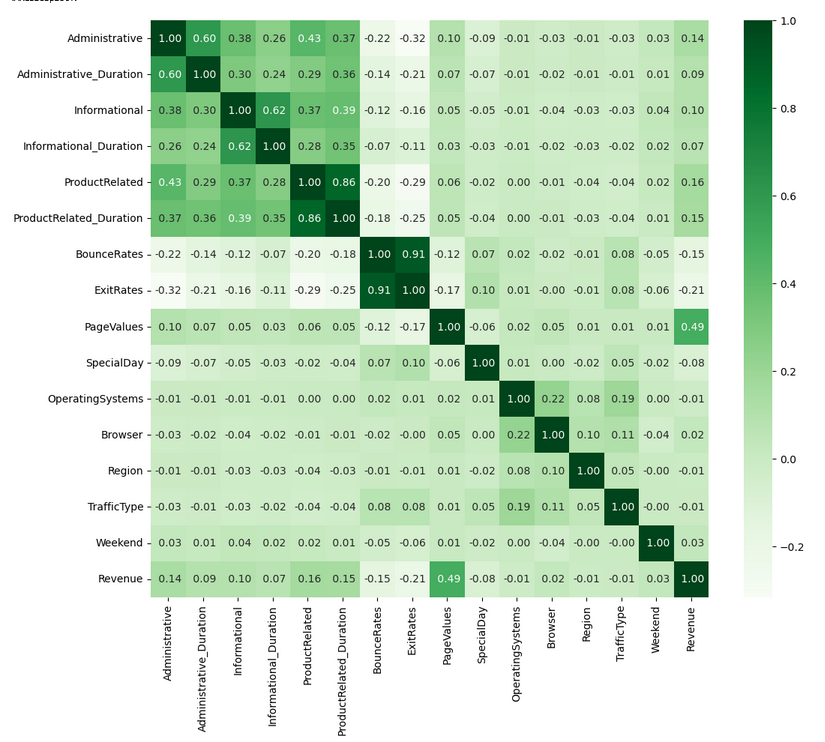 1.0
Administrative 1.00 0.60 0.38 0.26 0.43 0.37 -0.22 -0.32 0.10 -0.09 -0.01 -0.03 -0.01 -0.03 0.03 0.14
Administrative_Duration 0.60 1.00 0.30 0.24 0.29 0.36 -0.14 -0.21 0.07 -0.07 -0.01 -0.02 -0.01 -0.01 0.01 0.09
0.8
Informational 0.38 0.30 1.00 0.62 0.37 0.39 -0.12 -0.16 0.05 -0.05 -0.01 -0.04 -0.03 -0.03 0.04 0.10
Informational_Duration 0.26 0.24 0.62 1.00 0.28 0.35 -0.07 -0.11 0.03 -0.03 -0.01 -0.02 -0.03 -0.02 0.02 0.07
ProductRelated 0.43 0.29 0.37 0.28 1.00 0.86 -0.20 -0.29 0.06 -0.02 0.00 -0.01 -0.04 -0.04 0.02 0.16
0.6
ProductRelated_Duration 0.37 0.36 0.39 0.35 0.86 1.00 -0.18 -0.25 0.05 -0.04 0.00 -0.01 -0.03 -0.04 0.01 0.15
BounceRates -0.22 -0.14 -0.12 -0.07 -0.20 -0.18 1.00 0.91 -0.12 0.07 0.02 -0.02 -0.01 0.08 -0.05 -0.15
0.4
ExitRates -0.32 -0.21 -0.16 -0.11 -0.29 -0.25 0.91 1.00 -0.17 0.10 0.01 -0.00 -0.01 0.08 -0.06 -0.21
PageValues 0.10 0.07 0.05 0.03 0.06 0.05 -0.12 -0.17 1.00 -0.06 0.02 0.05 0.01 0.01 0.01 0.49
SpecialDay -0.09 -0.07 -0.05 -0.03 -0.02 -0.04 0.07 0.10 -0.06 1.00 0.01 0.00 -0.02 0.05 -0.02 -0.08
0.2
OperatingSystems -0.01 -0.01 -0.01 -0.01 0.00 0.00 0.02 0.01 0.02 0.01 1.00 0.22 0.08 0.19 0.00 -0.01
Browser -0.03 -0.02 -0.04 -0.02 -0.01 -0.01 -0.02 -0.00 0.05 0.00 0.22 1.00 0.10 0.11 -0.04 0.02
0.0
Region -0.01 -0.01 -0.03 -0.03 -0.04 -0.03 -0.01 -0.01 0.01 -0.02 0.08 0.10 1.00 0.05 -0.00 -0.01
TrafficType -0.03 -0.01 -0.03 -0.02 -0.04 -0.04 0.08 0.08 0.01 0.05 0.19 0.11 0.05 1.00 -0.00 -0.01
Weekend 0.03 0.01 0.04 0.02 0.02 0.01 -0.05 -0.06 0.01 -0.02 0.00 -0.04 -0.00 -0.00 1.00 0.03
−0.2
Revenue 0.14 0.09 0.10 0.07 0.16 0.15 -0.15 -0.21 0.49 -0.08 -0.01 0.02 -0.01 -0.01 0.03 1.00
Administrative
Administrative_Duration
Informational
Informational_Duration
ProductRelated
ProductRelated_Duration
BounceRates
ExitRates
PageValues
SpecialDay
OperatingSystems
Browser
Region
TrafficType
Weekend
Revenue